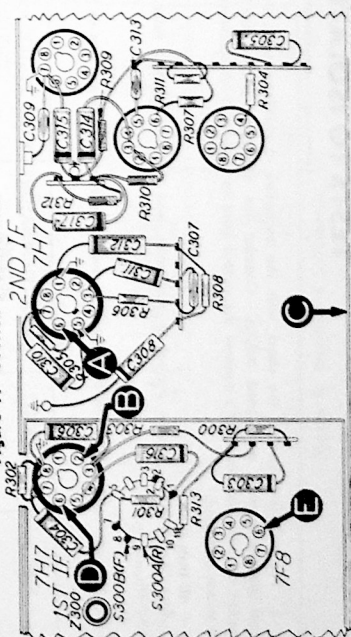 C313
C305
R309
C309
C315
C314
R311
R307
R304
R312
C317
R310
2ND IF
7H7
C312
C311
R306
C307
R308
C310
A
C308
C
B
R302
C306
R303
C316
R300
C304
R301
R313
C303
D
E
7H7
1ST IF
Z300
S300B(F)
S300A(R)
7F8